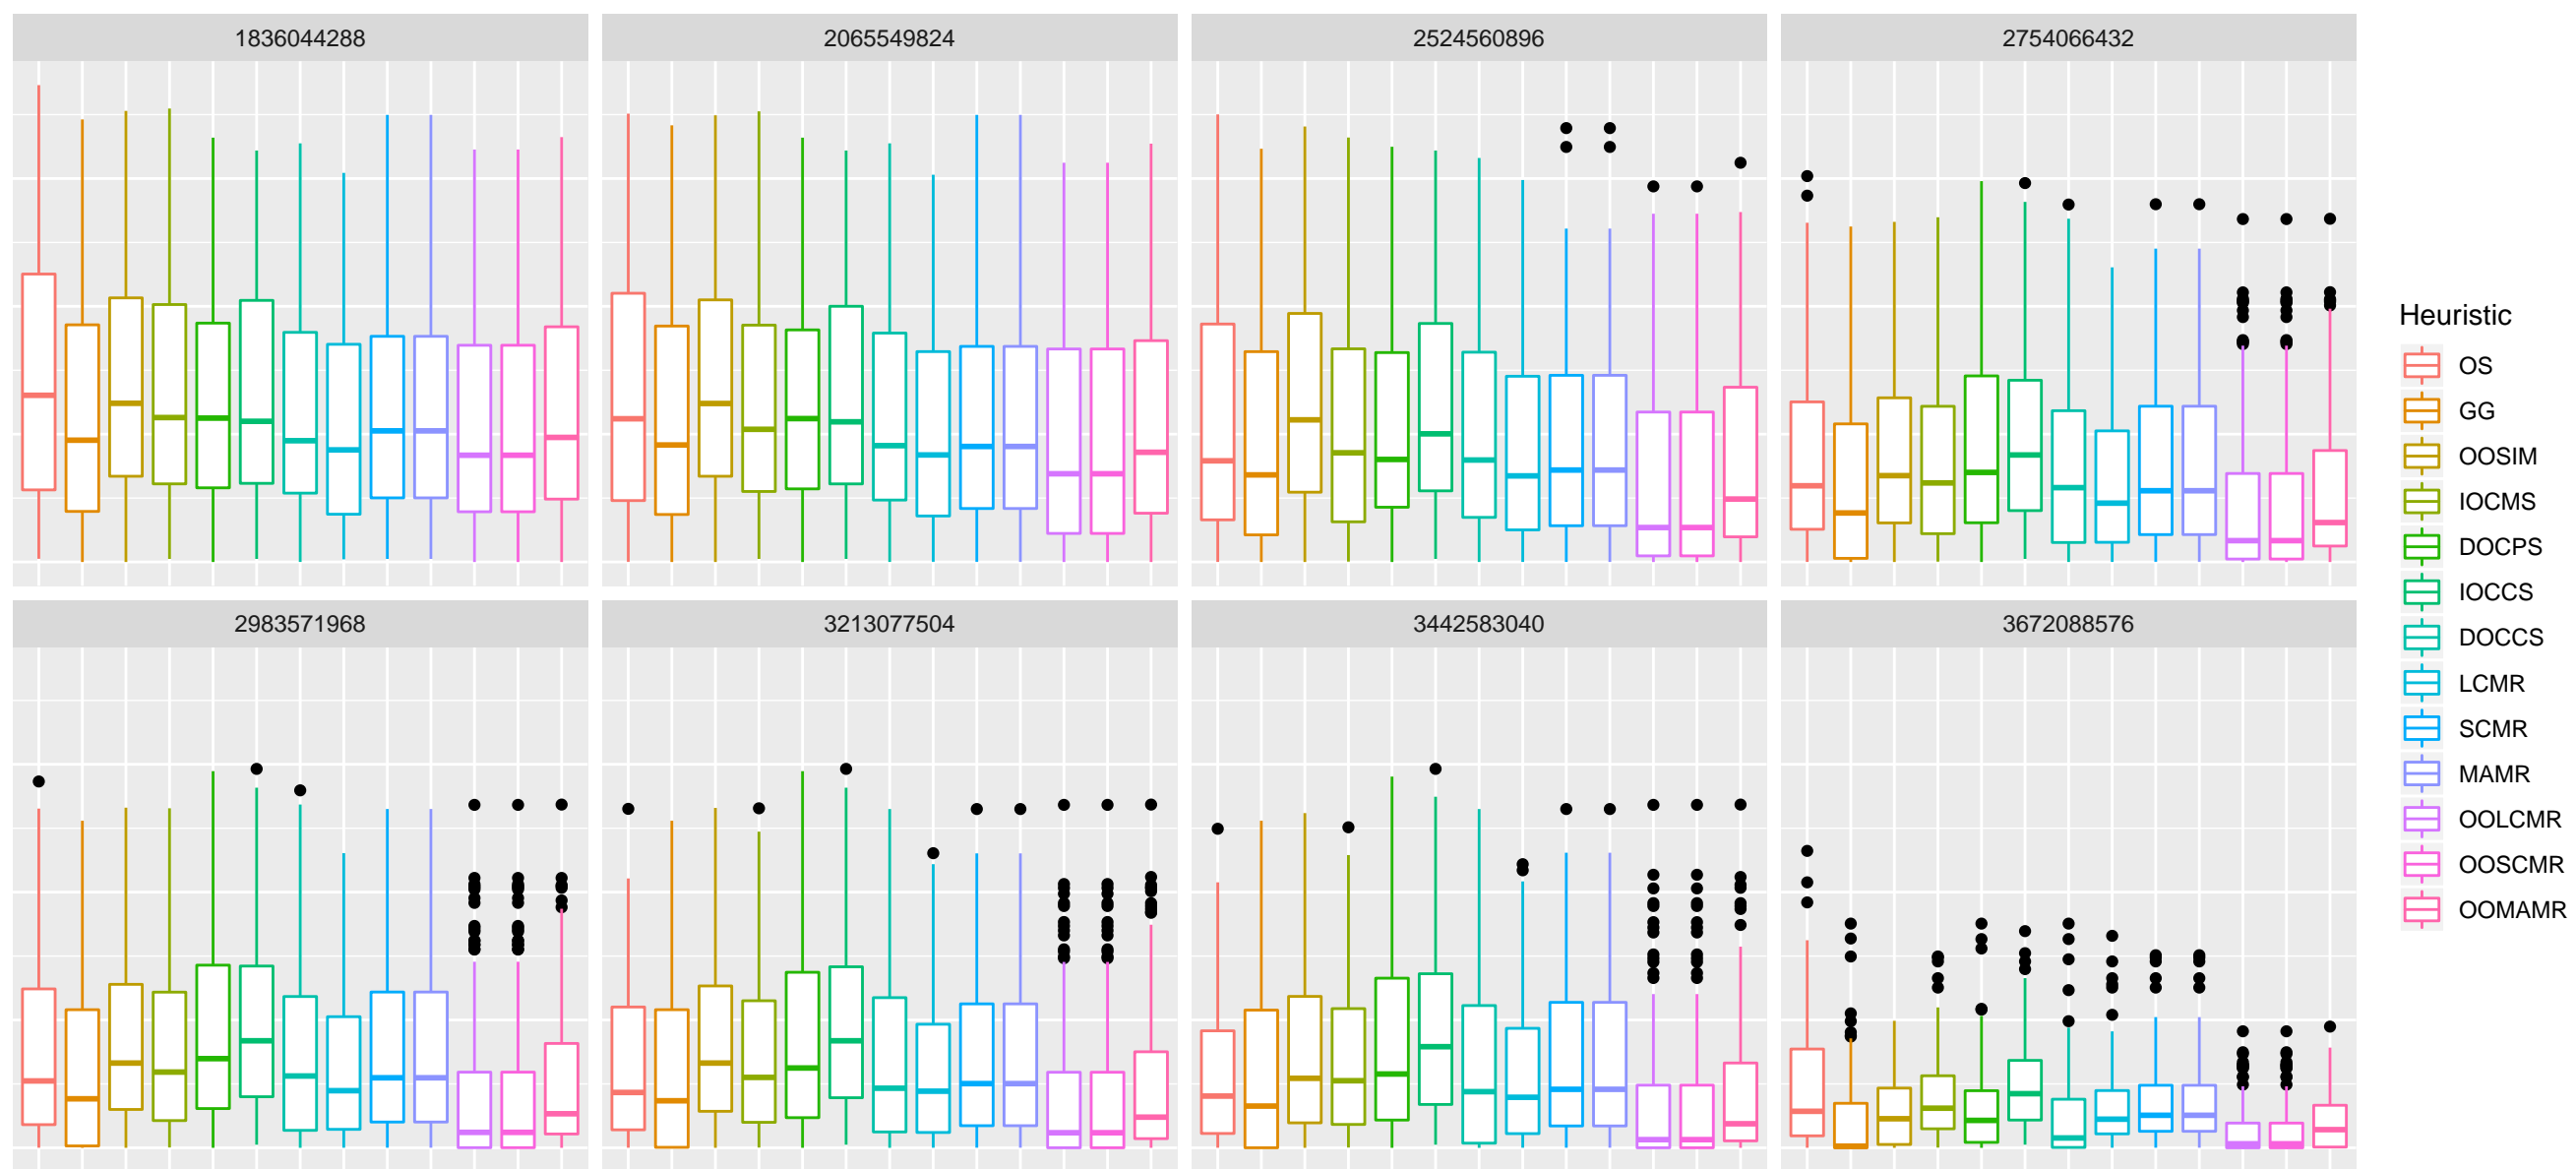 1836044288
2065549824
2524560896
2754066432
2983571968
3213077504
3442583040
3672088576
Heuristic
OS
GG
OOSIM
IOCMS
DOCPS
IOCCS
DOCCS
LCMR
SCMR
MAMR
OOLCMR
OOSCMR
OOMAMR